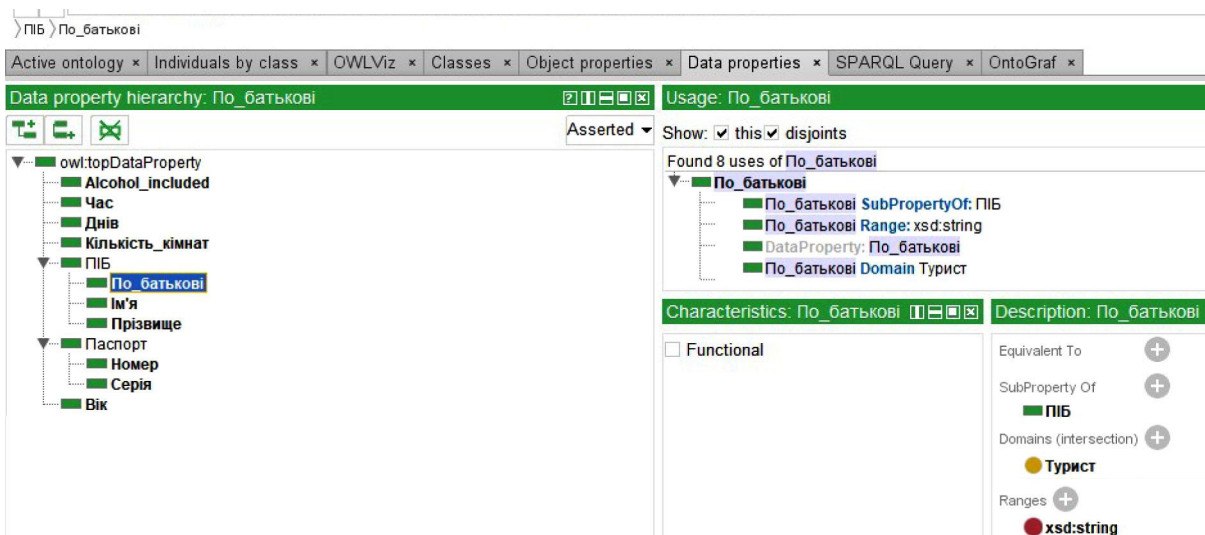 〉ПІБ 〉По_батькові
Active ontology × Individuals by class × OWLViz × Classes × Object properties × Data properties × SPARQL Query × OntoGraf ×
Data property hierarchy: По_батькові
Asserted
owl:topDataProperty
Alcohol_included
Час
Днів
Кількість_кімнат
ПІБ
По_батькові
Ім'я
Прізвище
Паспорт
Номер
Серія
Вік
Usage: По_батькові
Show: this disjoints
Found 8 uses of По_батькові
По_батькові
По_батькові SubPropertyOf: ПІБ
По_батькові Range: xsd:string
DataProperty: По_батькові
По_батькові Domain Турист
Characteristics: По_батькові
Functional
Description: По_батькові
Equivalent To
SubProperty Of
ПІБ
Domains (intersection)
Турист
Ranges
xsd:string